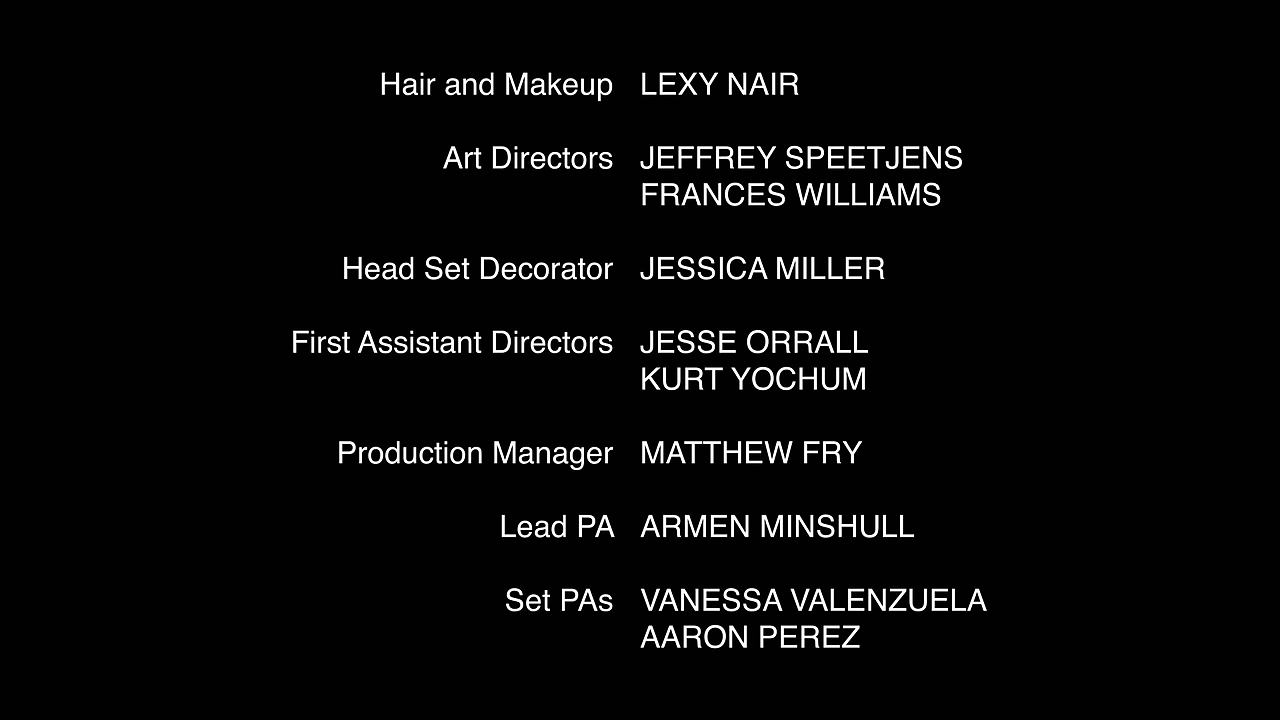 Hair and Makeup LEXY NAIR
Art Directors JEFFREY SPEETJENS
FRANCES WILLIAMS
Head Set Decorator JESSICA MILLER
First Assistant Directors JESSE ORRALL
KURT YOCHUM
Production Manager MATTHEW FRY
Lead PA ARMEN MINSHULL
Set PAs VANESSA VALENZUELA
AARON PEREZ